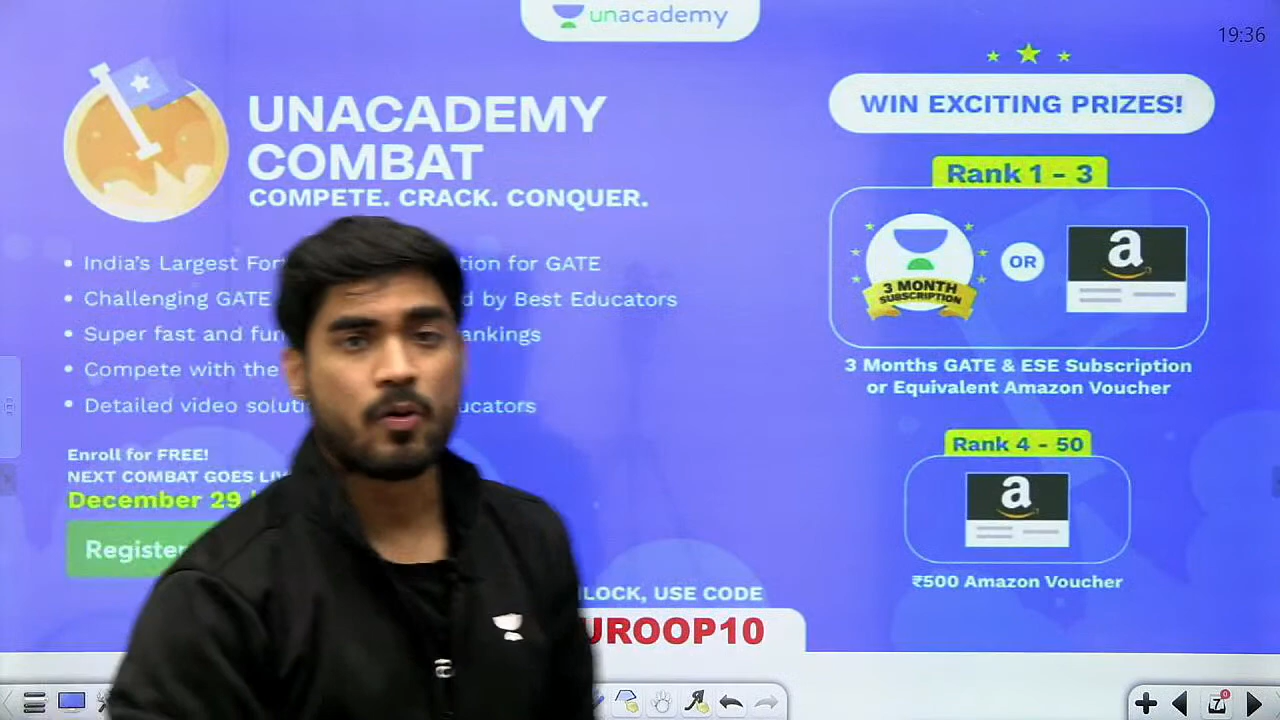 unacademy
19:36
UNACADEMY
COMBAT
COMPETE. CRACK. CONQUER.
• India's Largest For tion for GATE
• Challenging GATE d by Best Educators
• Super fast and fun ankings
• Compete with the
• Detailed video soluti ucators
Enroll for FREE!
NEXT COMBAT GOES LIV
December 29
Register
LOCK, USE CODE
UROOP10
WIN EXCITING PRIZES!
Rank 1 - 3
3 MONTH
SUBSCRIPTION
OR
a
3 Months GATE & ESE Subscription
or Equivalent Amazon Voucher
Rank 4 - 50
a
₹500 Amazon Voucher
7
0